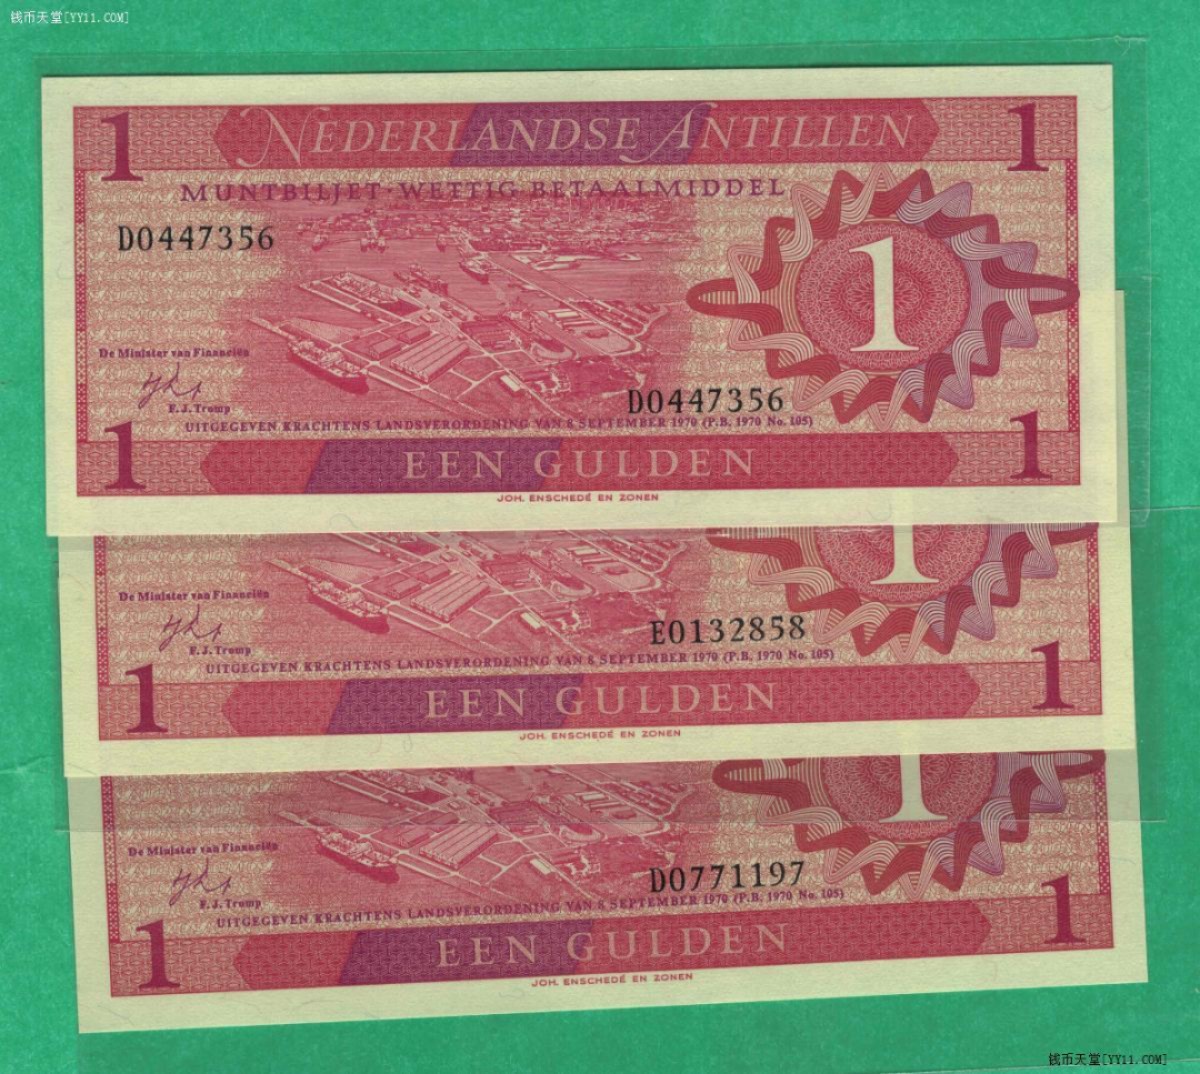 钱币天堂[YY11.COM]
1 NEDERLANDSE ANTILLEN 1
MUNTBILJET·WETTIG BETAALMIDDEL
D0447356
1
De Minister van Financiën
F.J. Tromp
D0447356
UITGEGEVEN KRACHTENS LANDSVERORDENING VAN 8 SEPTEMBER 1970 (P.B. 1970 No. 105)
1 EEN GULDEN 1
JOH. ENSCHEDÉ EN ZONEN
1
De Minister van Financiën
F.J. Tromp
E0132858
UITGEGEVEN KRACHTENS LANDSVERORDENING VAN 8 SEPTEMBER 1970 (P.B. 1970 No. 105)
1 EEN GULDEN 1
JOH. ENSCHEDÉ EN ZONEN
1
De Minister van Financiën
F.J. Tromp
D0771197
UITGEGEVEN KRACHTENS LANDSVERORDENING VAN 8 SEPTEMBER 1970 (P.B. 1970 No. 105)
1 EEN GULDEN 1
JOH. ENSCHEDÉ EN ZONEN
钱币天堂[YY11.COM]